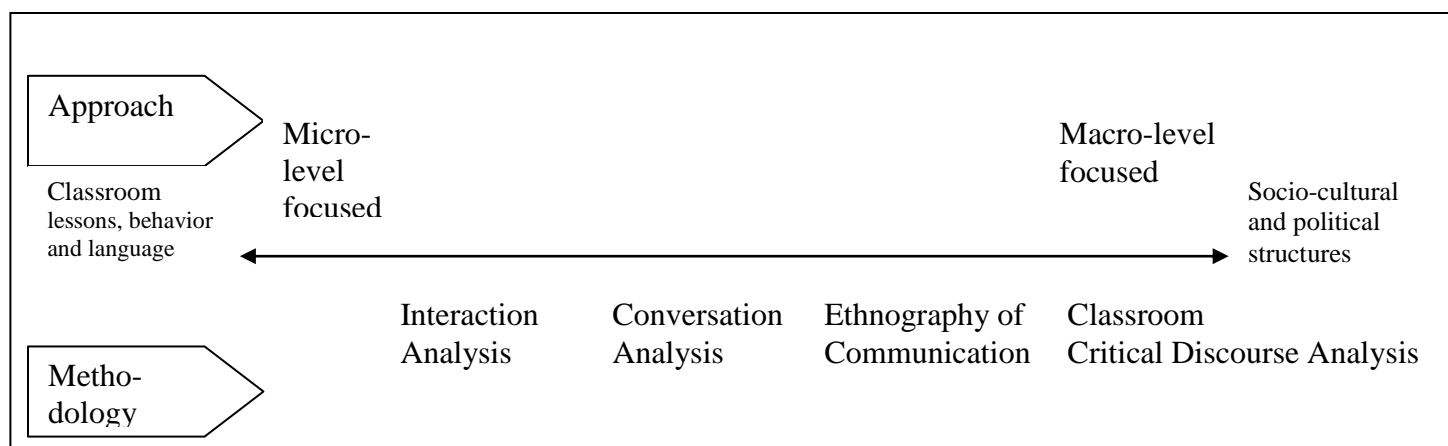 Approach
Micro-
level
focused
Macro-level
focused
Classroom
lessons, behavior
and language
Socio-cultural
and political
structures
Interaction
Analysis
Conversation
Analysis
Ethnography of
Communication
Classroom
Critical Discourse Analysis
Metho-
dology